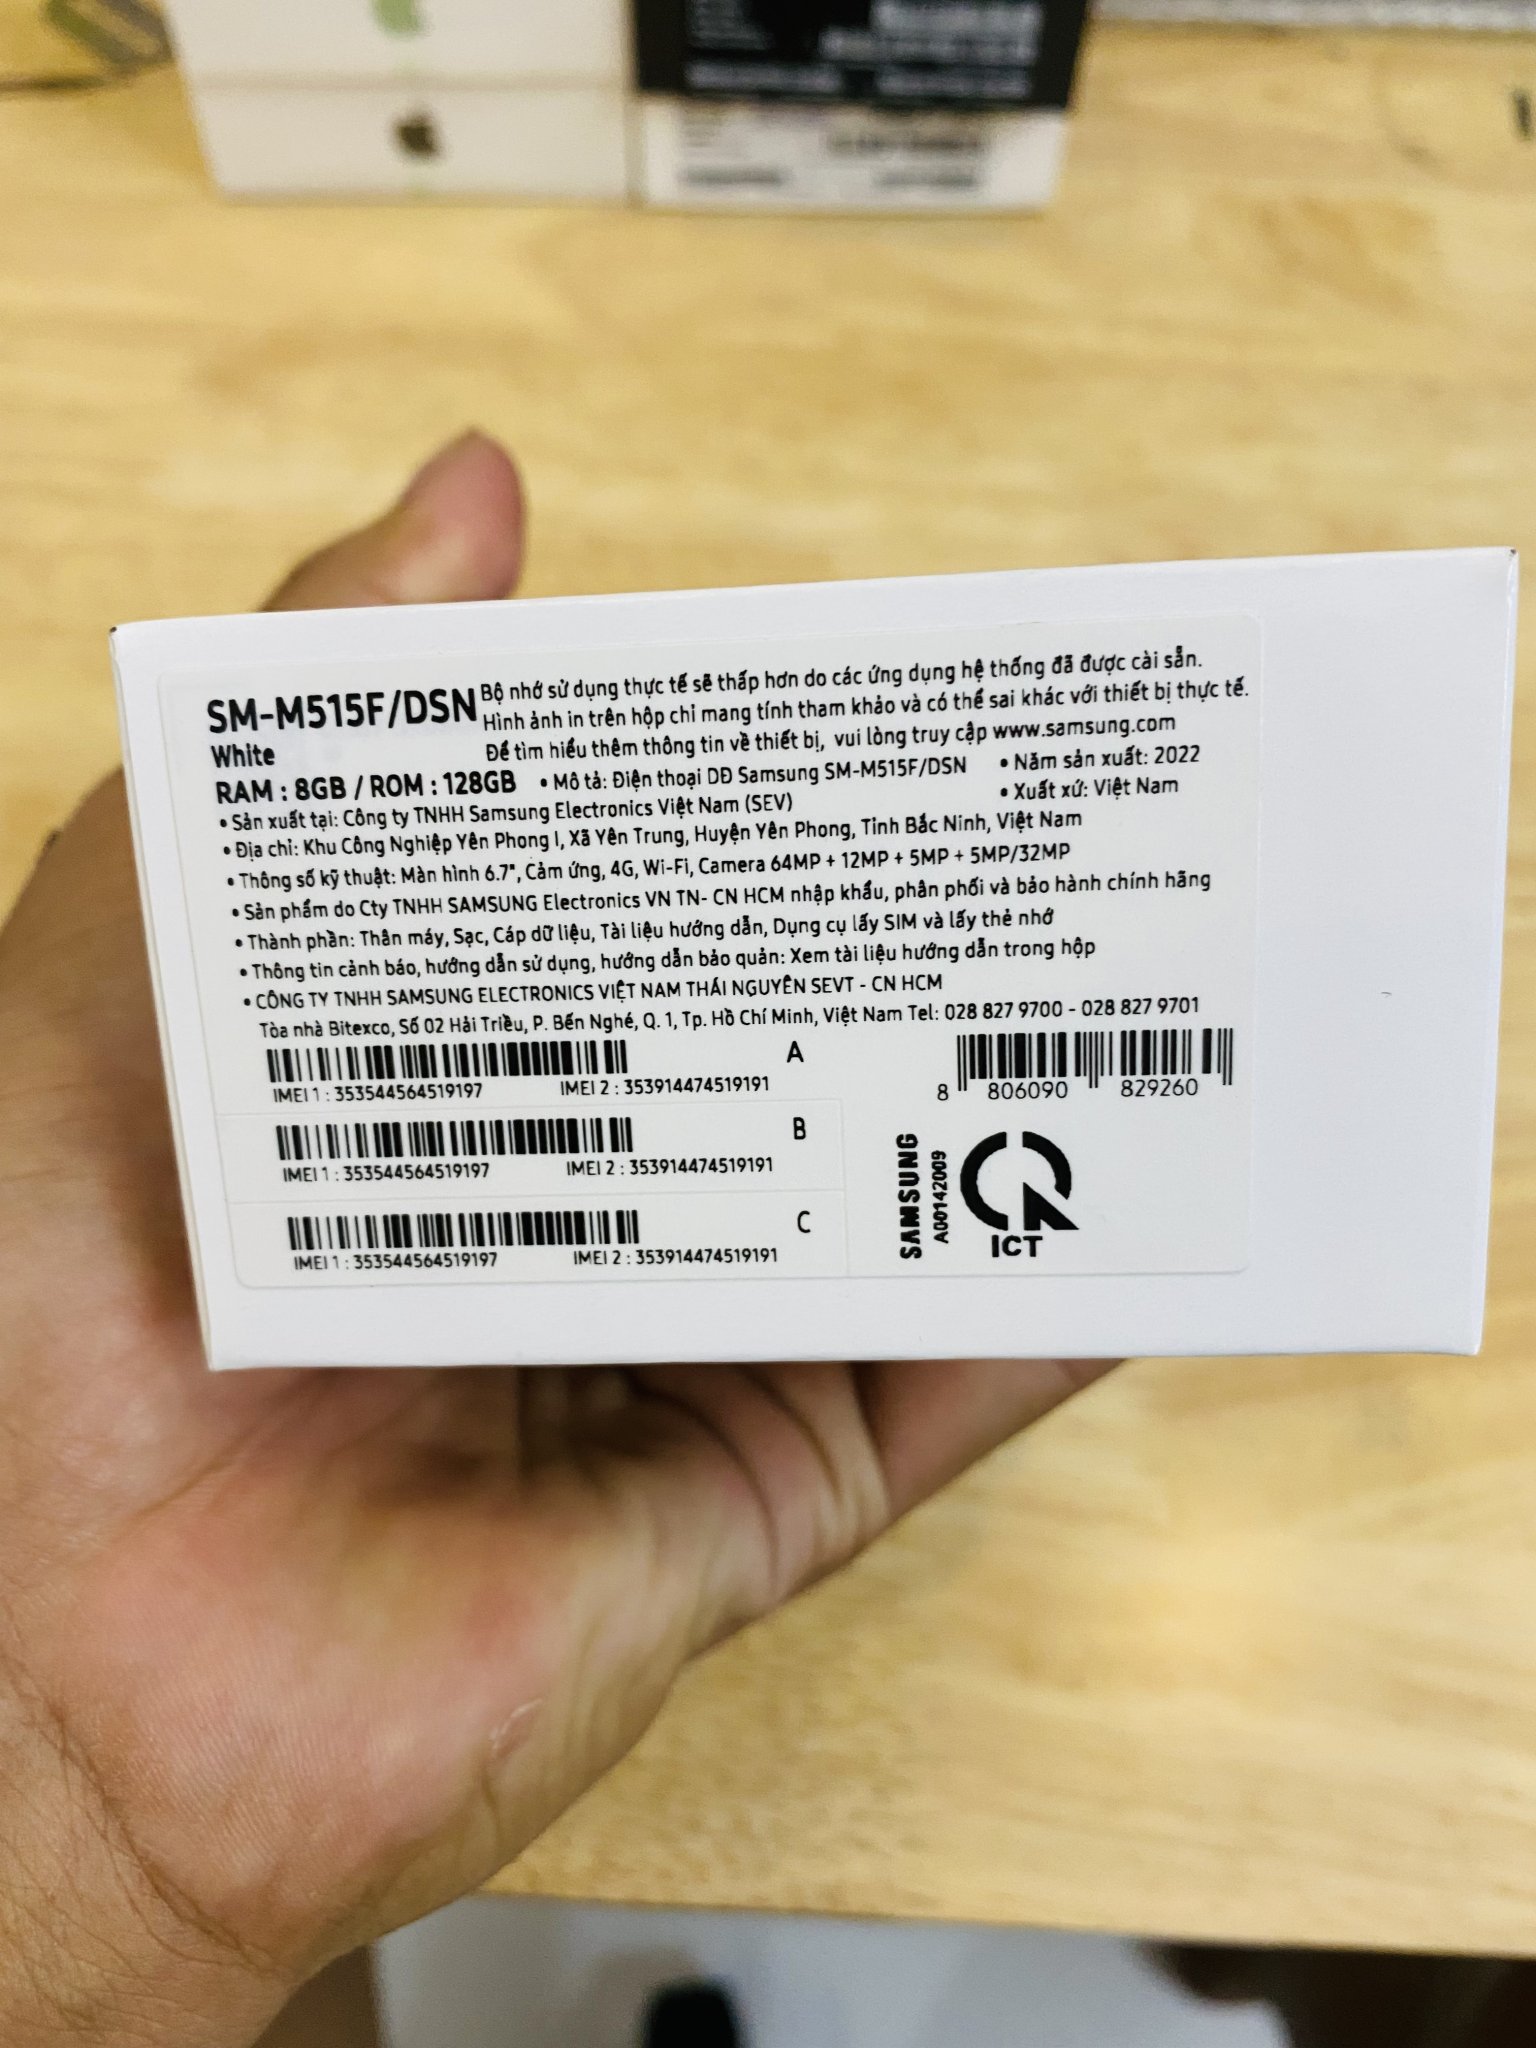 SM-M515F/DSN
White
RAM : 8GB / ROM : 128GB
Bộ nhớ sử dụng thực tế sẽ thấp hơn do các ứng dụng hệ thống đã được cài sẵn.
Hình ảnh in trên hộp chỉ mang tính tham khảo và có thể sai khác với thiết bị thực tế.
Để tìm hiểu thêm thông tin về thiết bị, vui lòng truy cập www.samsung.com
• Mô tả: Điện thoại DĐ Samsung SM-M515F/DSN
• Năm sản xuất: 2022
• Xuất xứ: Việt Nam
• Sản xuất tại: Công ty TNHH Samsung Electronics Việt Nam (SEV)
• Địa chỉ: Khu Công Nghiệp Yên Phong I, Xã Yên Trung, Huyện Yên Phong, Tỉnh Bắc Ninh, Việt Nam
• Thông số kỹ thuật: Màn hình 6.7", Cảm ứng, 4G, Wi-Fi, Camera 64MP + 12MP + 5MP + 5MP/32MP
• Sản phẩm do Cty TNHH SAMSUNG Electronics VN TN- CN HCM nhập khẩu, phân phối và bảo hành chính hãng
• Thành phần: Thân máy, Sạc, Cáp dữ liệu, Tài liệu hướng dẫn, Dụng cụ lấy SIM và lấy thẻ nhớ
• Thông tin cảnh báo, hướng dẫn sử dụng, hướng dẫn bảo quản: Xem tài liệu hướng dẫn trong hộp
• CÔNG TY TNHH SAMSUNG ELECTRONICS VIỆT NAM THÁI NGUYÊN SEVT - CN HCM
Tòa nhà Bitexco, Số 02 Hải Triều, P. Bến Nghé, Q. 1, Tp. Hồ Chí Minh, Việt Nam Tel: 028 827 9700 - 028 827 9701
A
IMEI 1 : 353544564519197 IMEI 2 : 353914474519191
8 806090 829260
B
IMEI 1 : 353544564519197 IMEI 2 : 353914474519191
C
IMEI 1 : 353544564519197 IMEI 2 : 353914474519191
SAMSUNG
A00142009
ICT